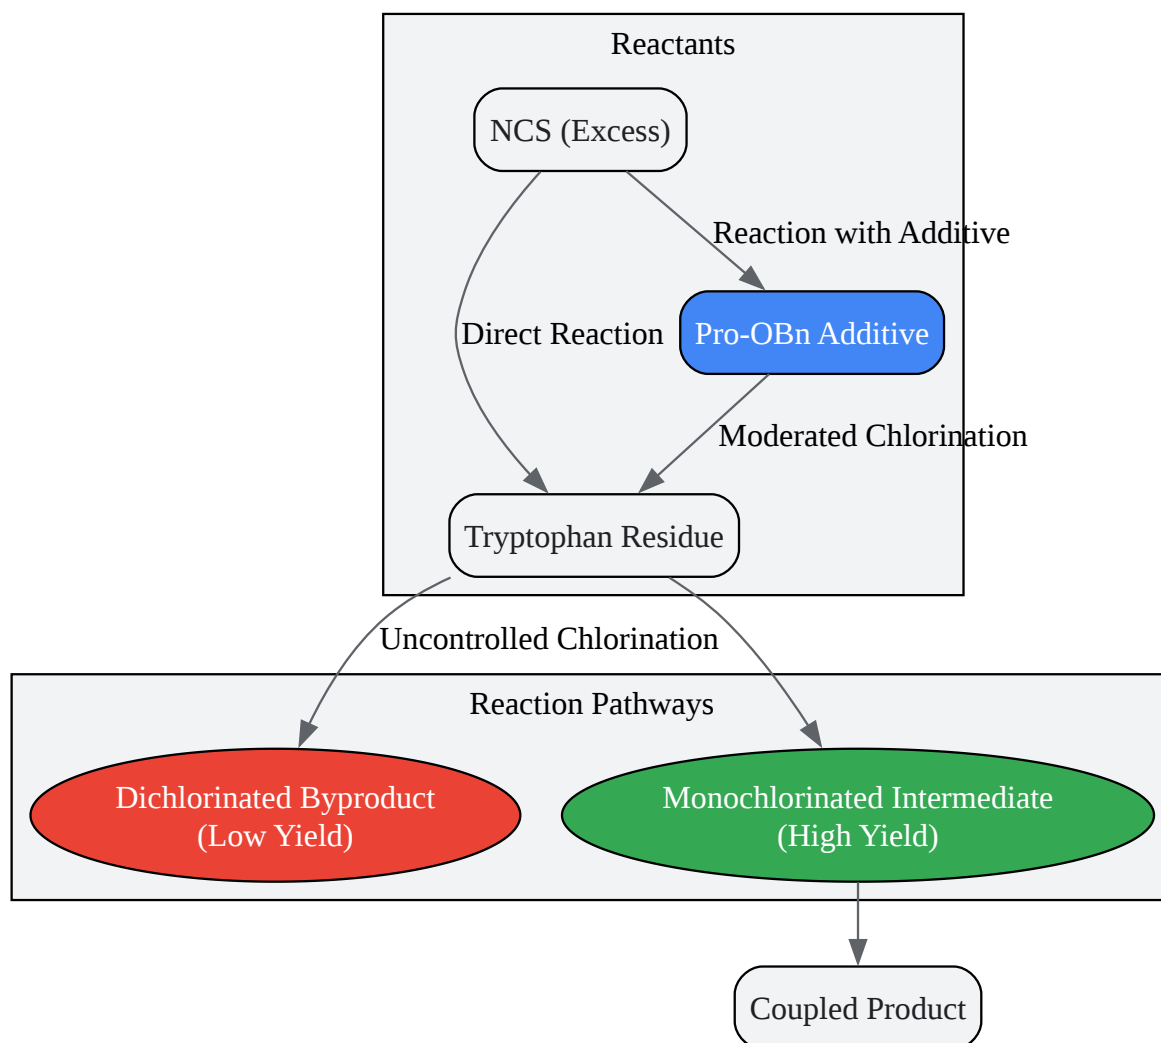 Reactants
NCS (Excess)
Reaction with Additive
Direct Reaction
Pro-OBn Additive
Moderated Chlorination
Tryptophan Residue
Uncontrolled Chlorination
Reaction Pathways
Dichlorinated Byproduct
(Low Yield)
Monochlorinated Intermediate
(High Yield)
Coupled Product